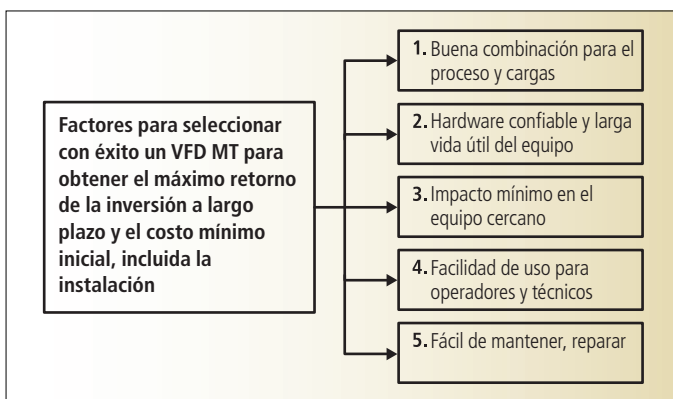 Factores para seleccionar
con éxito un VFD MT para
obtener el máximo retorno
de la inversión a largo
plazo y el costo mínimo
inicial, incluida la
instalación
1. Buena combinación para el
proceso y cargas
2. Hardware confiable y larga
vida útil del equipo
3. Impacto mínimo en el
equipo cercano
4. Facilidad de uso para
operadores y técnicos
5. Fácil de mantener, reparar